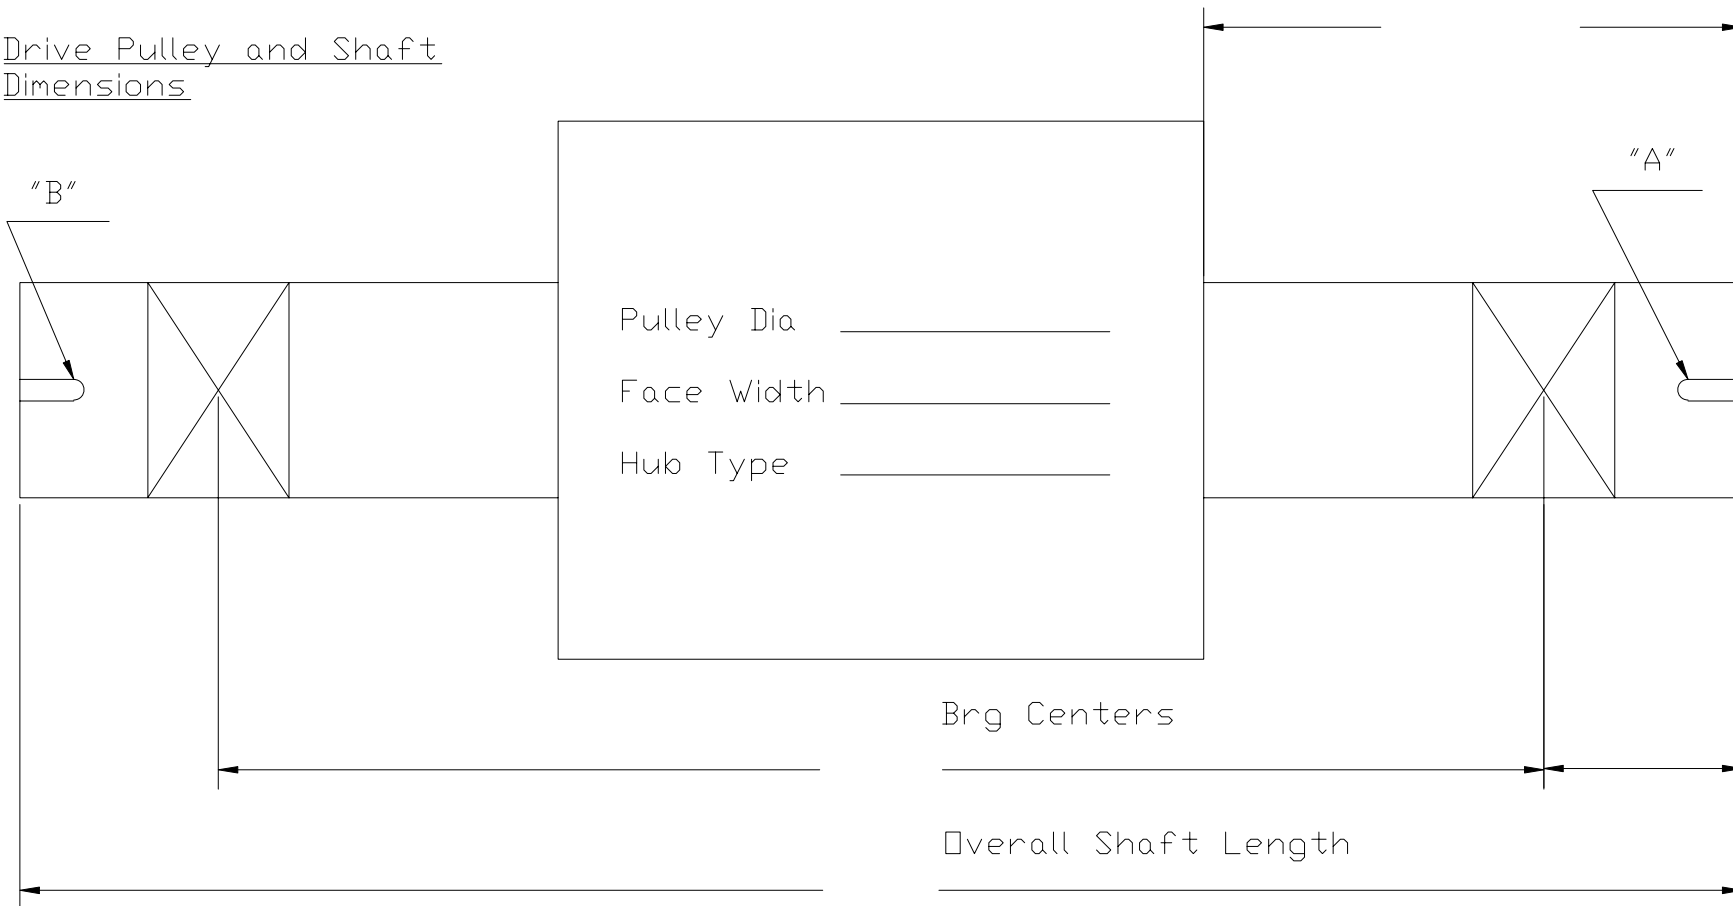 Drive Pulley and Shaft
Dimensions
"B"
"A"
Pulley Dia
Face Width
Hub Type
Brg Centers
Overall Shaft Length